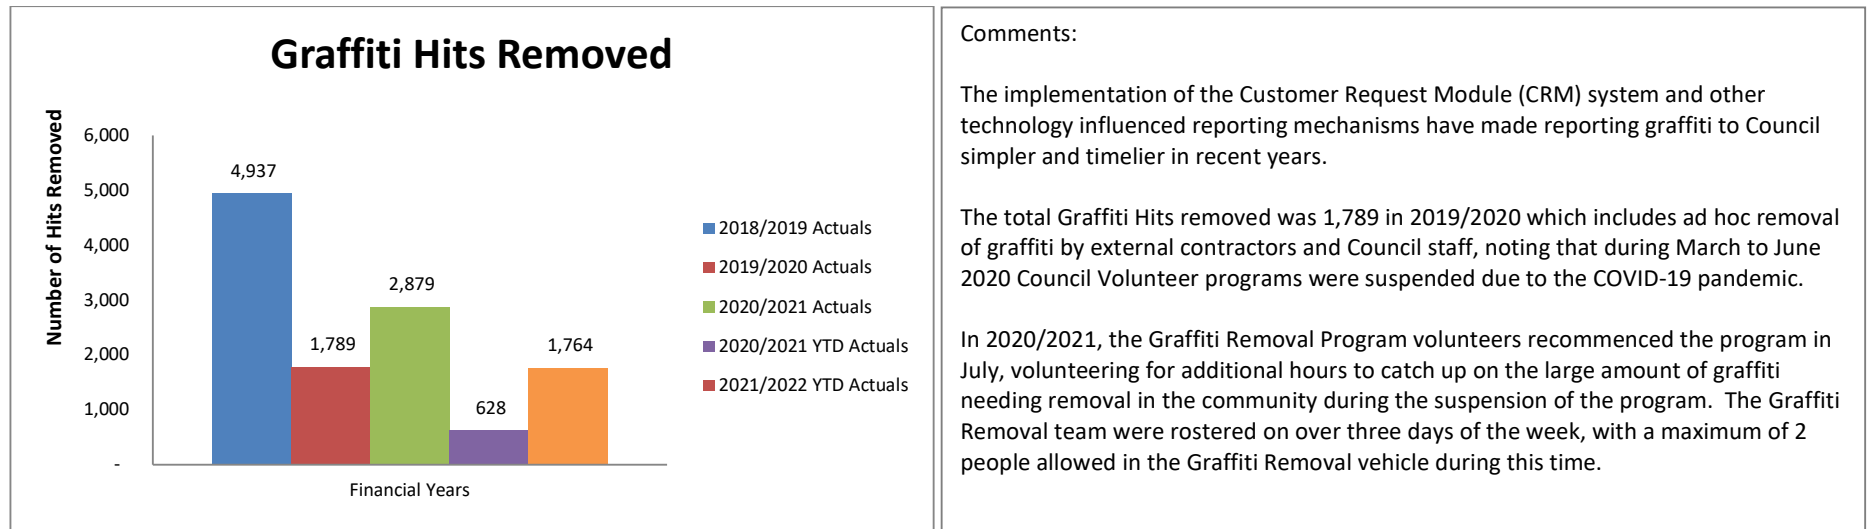 Graffiti Hits Removed
Number of Hits Removed
6,000
5,000
4,000
3,000
2,000
1,000
-
4,937
1,789
2,879
628
1,764
Financial Years
2018/2019 Actuals
2019/2020 Actuals
2020/2021 Actuals
2020/2021 YTD Actuals
2021/2022 YTD Actuals
Comments:
The implementation of the Customer Request Module (CRM) system and other
technology influenced reporting mechanisms have made reporting graffiti to Council
simpler and timelier in recent years.
The total Graffiti Hits removed was 1,789 in 2019/2020 which includes ad hoc removal
of graffiti by external contractors and Council staff, noting that during March to June
2020 Council Volunteer programs were suspended due to the COVID-19 pandemic.
In 2020/2021, the Graffiti Removal Program volunteers recommenced the program in
July, volunteering for additional hours to catch up on the large amount of graffiti
needing removal in the community during the suspension of the program.  The Graffiti
Removal team were rostered on over three days of the week, with a maximum of 2
people allowed in the Graffiti Removal vehicle during this time.